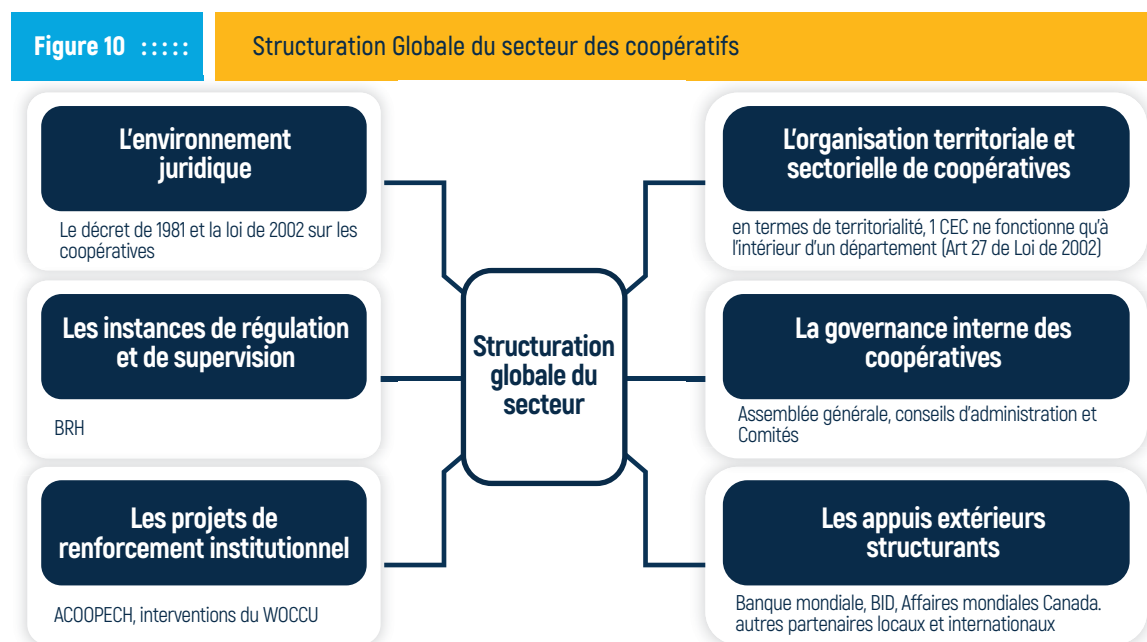 Figure 10 :::::
Structuration Globale du secteur des coopératifs
L'environnement
juridique
Le décret de 1981 et la loi de 2002 sur les
coopératives
Les instances de régulation
et de supervision
BRH
Les projets de
renforcement institutionnel
ACOOPECH, interventions du WOCCU
Structuration
globale du
secteur
L'organisation territoriale et
sectorielle de coopératives
en termes de territorialité, 1 CEC ne fonctionne qu'à
l'intérieur d'un département (Art 27 de Loi de 2002)
La governance interne des
coopératives
Assemblée générale, conseils d'administration et
Comités
Les appuis extérieurs
structurants
Banque mondiale, BID, Affaires mondiales Canada.
autres partenaires locaux et internationaux